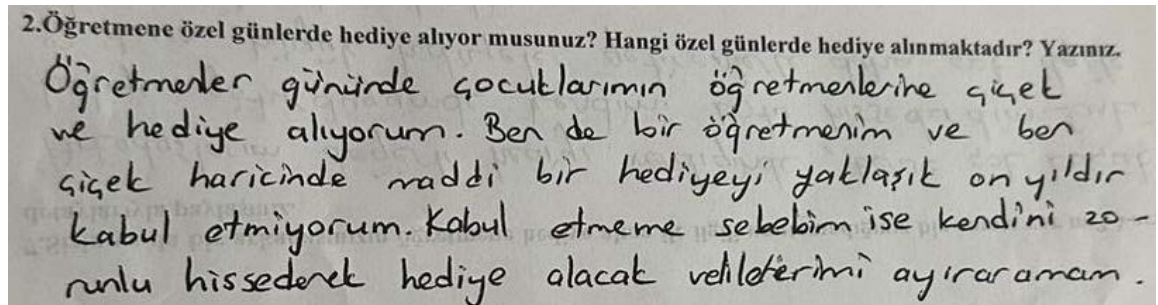 2.Öğretmene özel günlerde hediye alıyor musunuz? Hangi özel günlerde hediye alınmaktadır? Yazınız.
Öğretmenler gününde çocuklarımın öğretmenlerine çiçek
ve hediye alıyorum. Ben de bir öğretmenim ve ben
çiçek haricinde maddi bir hediyeyi yaklaşık on yıldır
kabul etmiyorum. Kabul etmeme sebebim ise kendini zo-
runlu hissederek hediye alacak velilerimi ayıraramam.